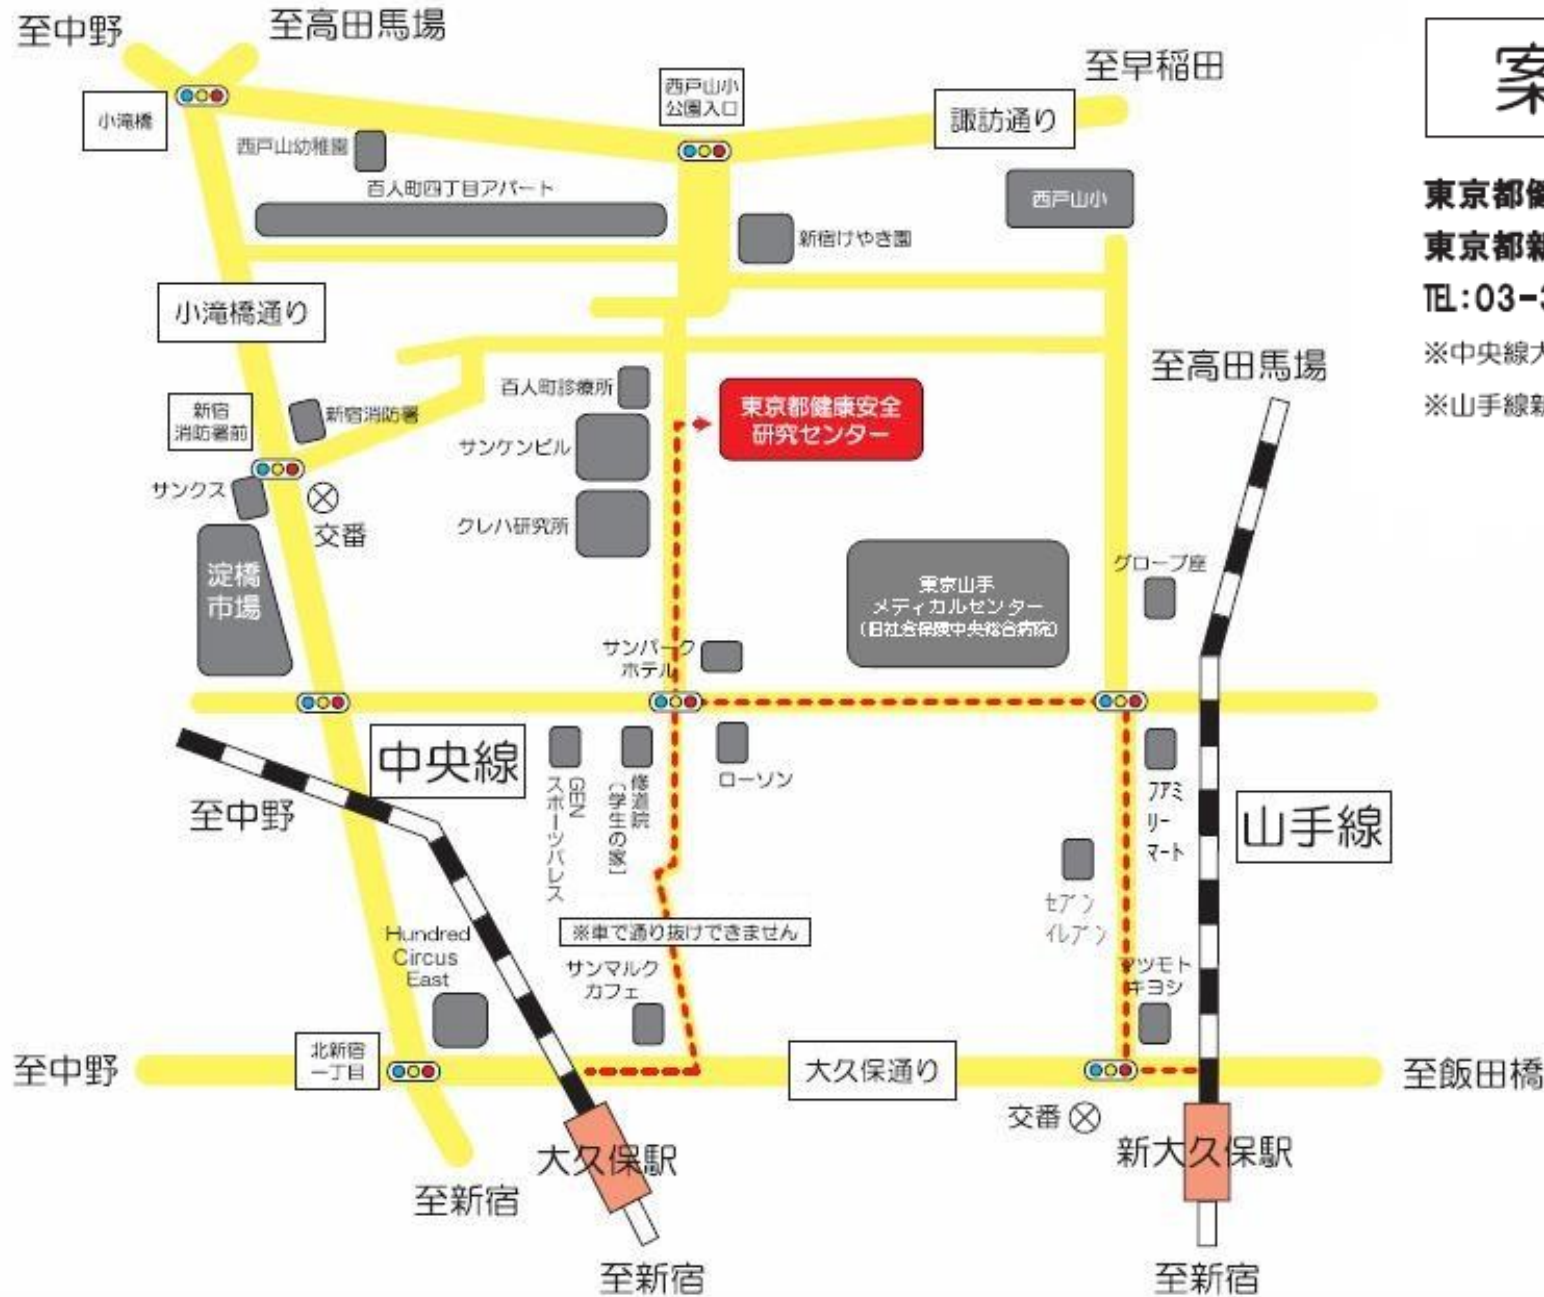 至中野
至高田馬場
至早稲田
案
小滝橋
西戸山小
公園入口
諏訪通り
西戸山幼稚園
百人町四丁目アパート
西戸山小
新宿けやき園
東京都健
東京都新
TEL:03-3
※中央線大
※山手線新
小滝橋通り
至高田馬場
新宿
消防署前
新宿消防署
百人町診療所
東京都健康安全
研究センター
サンケンビル
サンクス
交番
クレハ研究所
淀橋
市場
東京山手
メディカルセンター
(旧社会保険中央総合病院)
グローブ座
サンパーク
ホテル
中央線
至中野
GEN
スポーツパレス
修道院
〔学生の家〕
ローソン
ファミ
リー
マート
山手線
セブン
イレブン
※車で通り抜けできません
Hundred
Circus
East
サンマルク
カフェ
マツモト
キヨシ
至中野
北新宿
一丁目
大久保通り
至飯田橋
交番
大久保駅
新大久保駅
至新宿
至新宿
至新宿